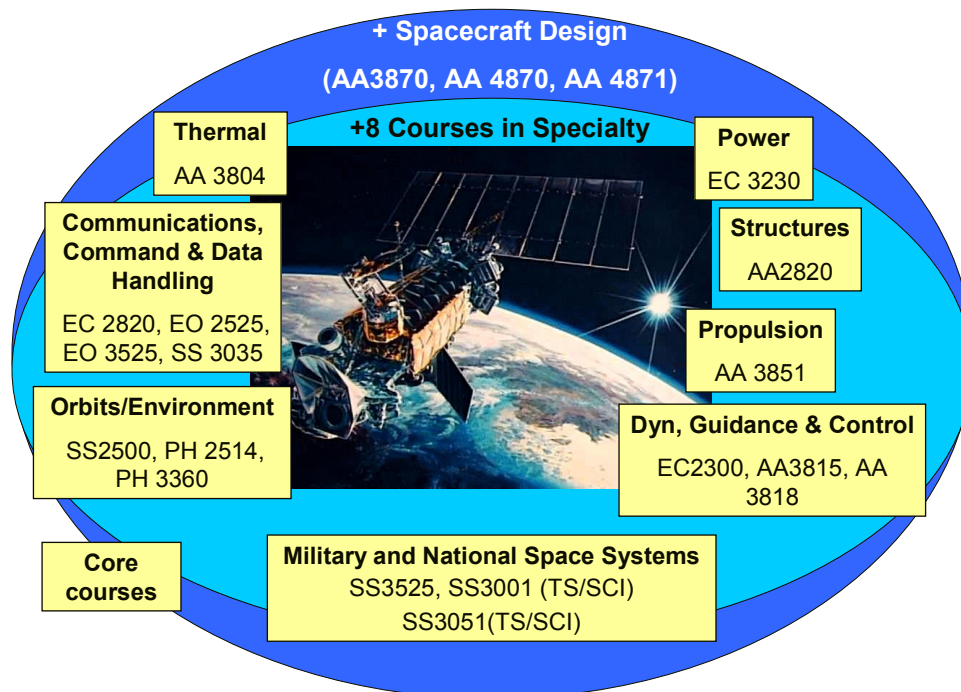 + Spacecraft Design
(AA3870, AA 4870, AA 4871)
+8 Courses in Specialty
Thermal
AA 3804
Communications,
Command & Data
Handling
EC 2820, EO 2525,
EO 3525, SS 3035
Orbits/Environment
SS2500, PH 2514,
PH 3360
Core
courses
Power
EC 3230
Structures
AA2820
Propulsion
AA 3851
Dyn, Guidance & Control
EC2300, AA3815, AA
3818
Military and National Space Systems
SS3525, SS3001 (TS/SCI)
SS3051(TS/SCI)